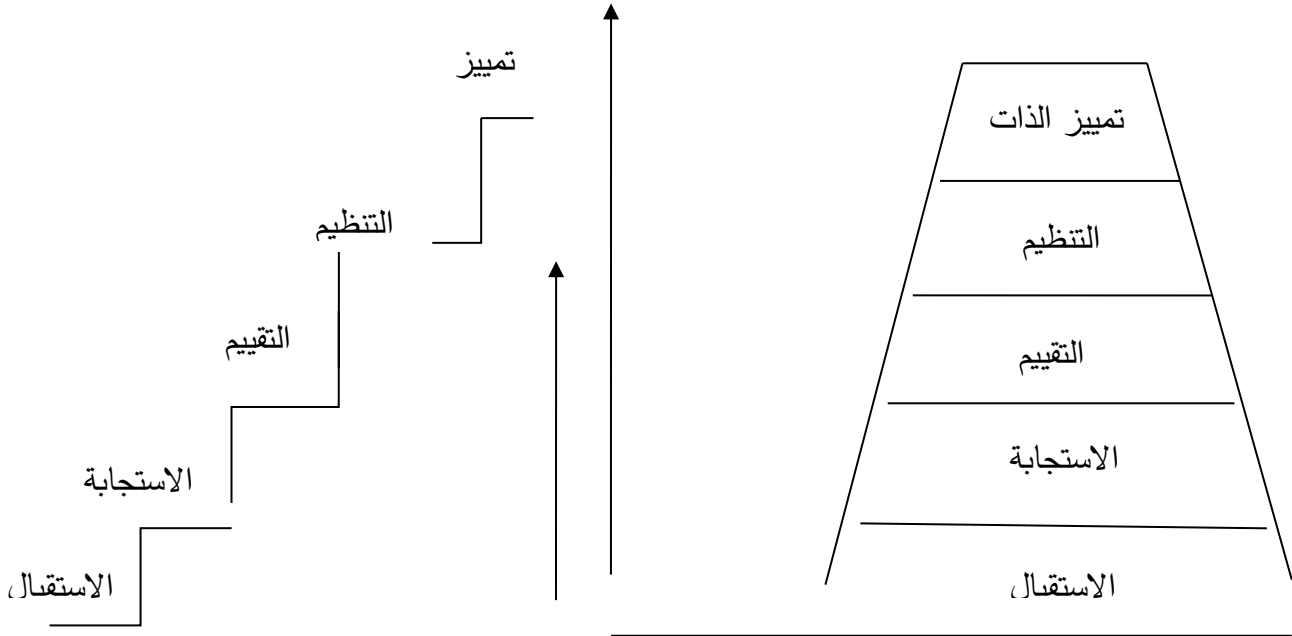 تمييز
التنظيم
التقييم
الاستجابة
الاستقبال
تمييز الذات
التنظيم
التقييم
الاستجابة
الاستقبال